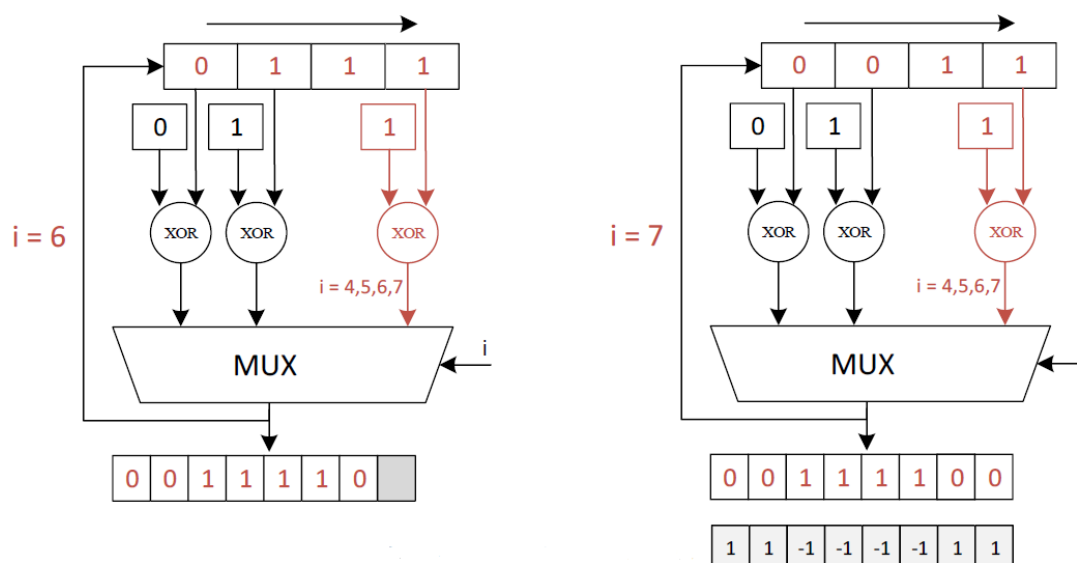 0 1 1 1
0 1 1
XOR XOR XOR
i = 6
i = 4,5,6,7
MUX
i
0 0 1 1 1 1 0
0 0 1 1
0 1 1
XOR XOR XOR
i = 7
i = 4,5,6,7
MUX
0 0 1 1 1 1 0 0
1 1 -1 -1 -1 -1 1 1